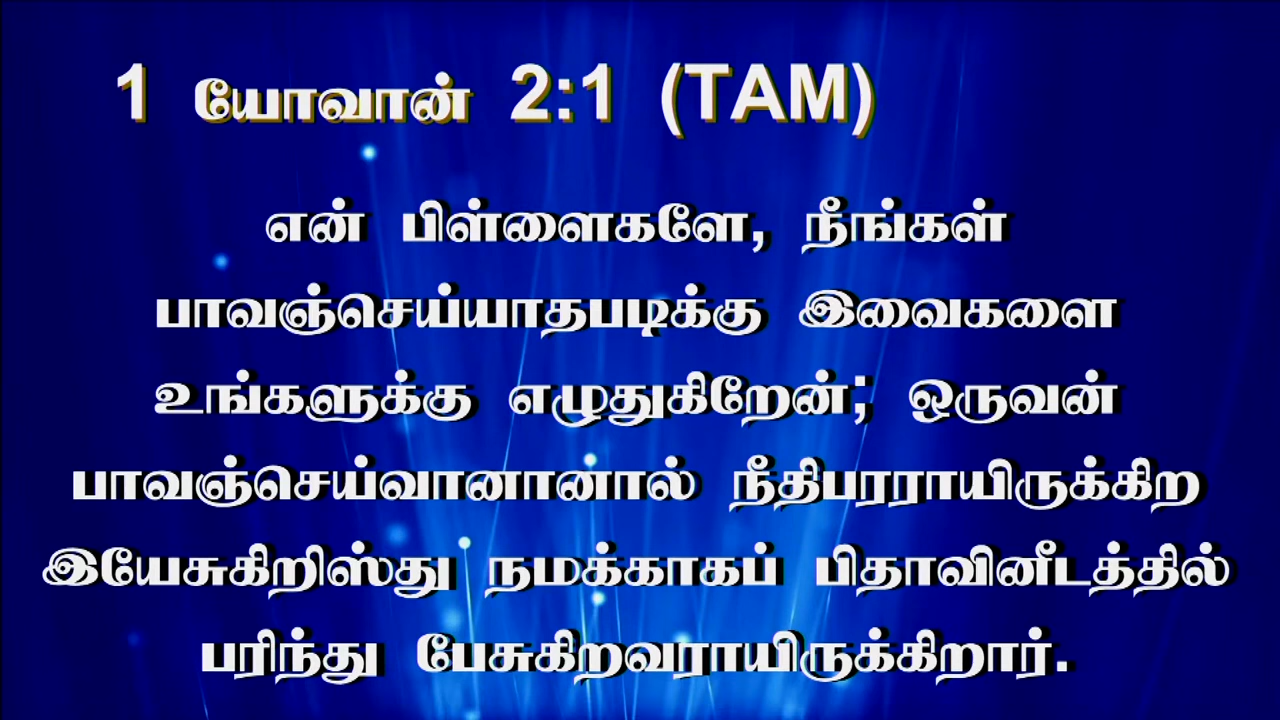 1 யோவான் 2:1 (TAM)
என் பிள்ளைகளே, நீங்கள்
பாவஞ்செய்யாதபடிக்கு இவைகளை
உங்களுக்கு எழுதுகிறேன்; ஒருவன்
பாவஞ்செய்வானானால் நீதிபரராயிருக்கிற
இயேசுகிறிஸ்து நமக்காகப் பிதாவினீடத்தில்
பரிந்து பேசுகிறவராயிருக்கிறார்.